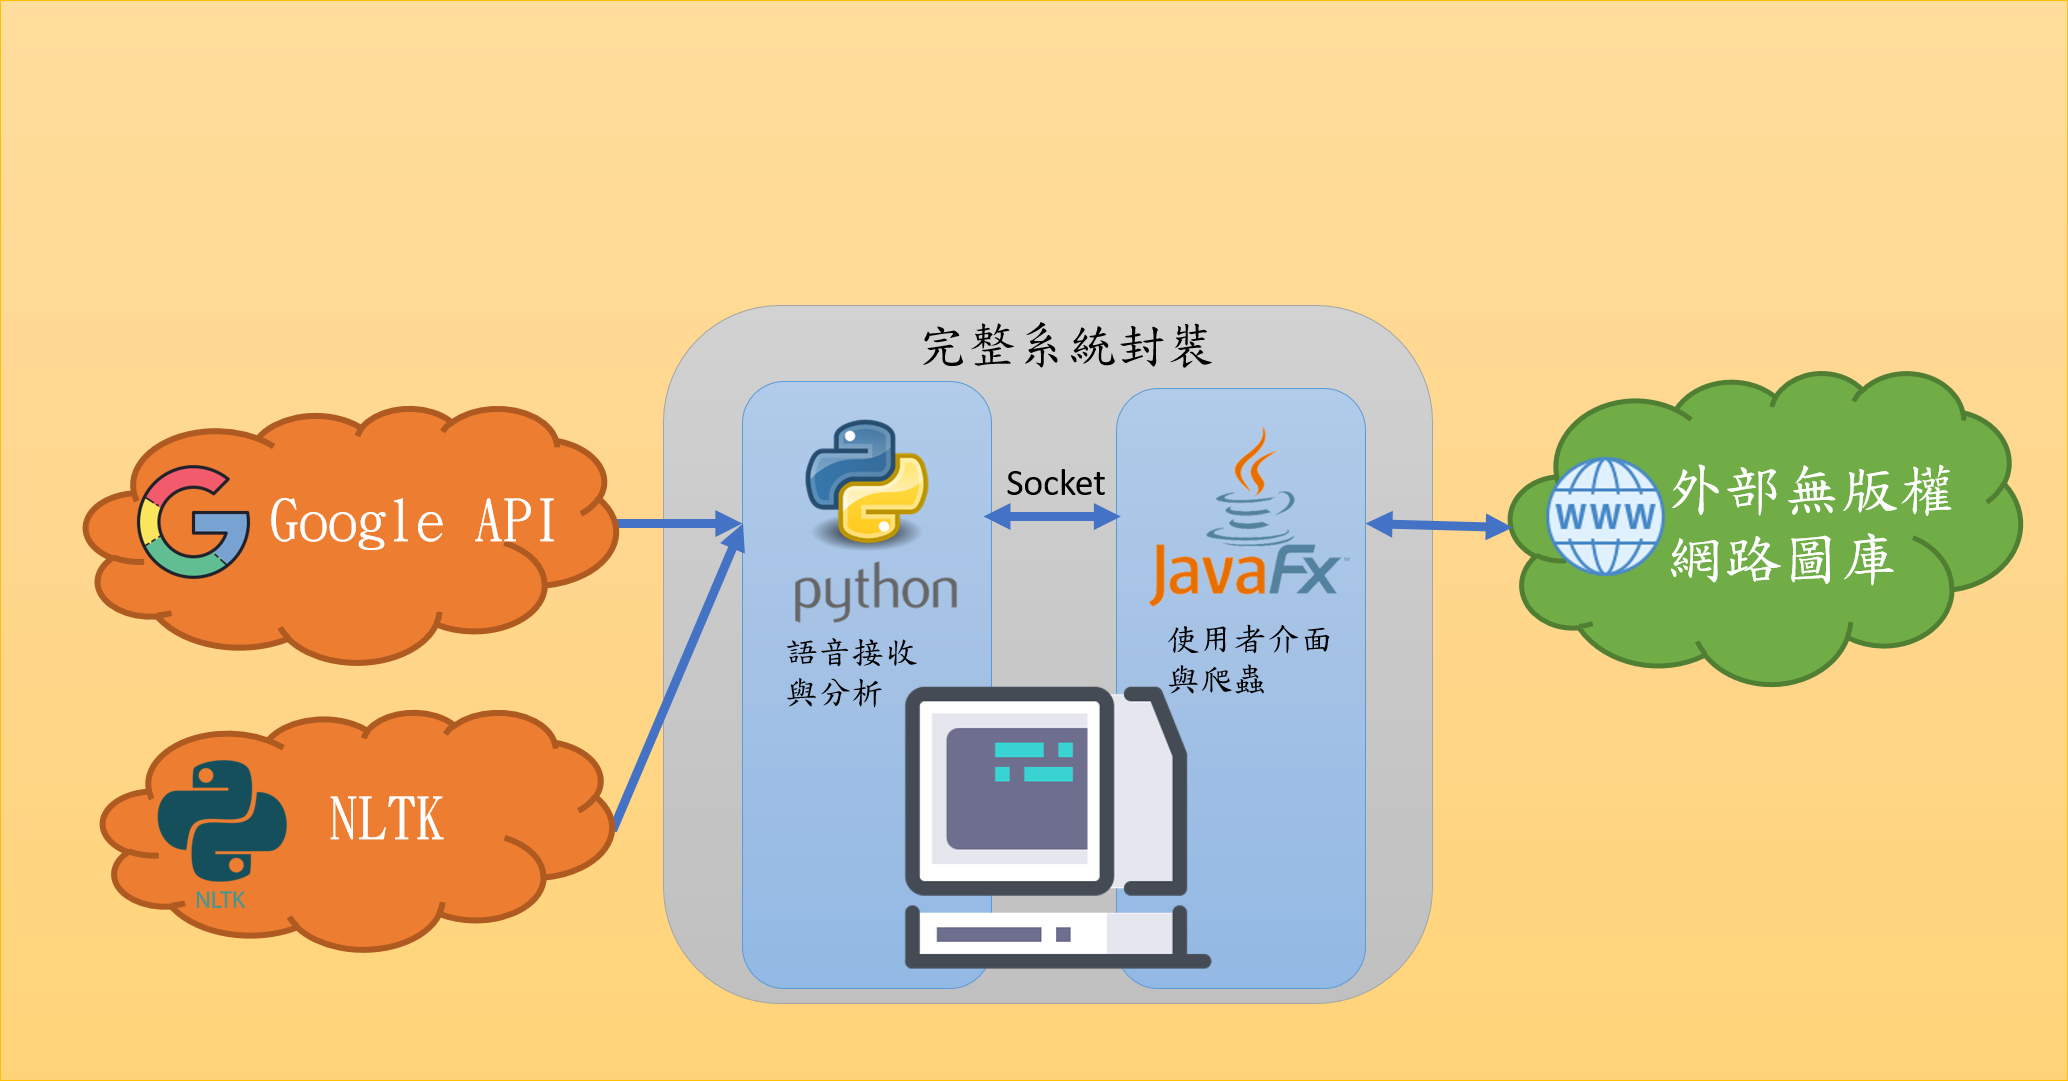 完整系統封裝
Google API
NLTK
NLTK
python
語音接收
與分析
Socket
JavaFx™
使用者介面
與爬蟲
WWW
外部無版權
網路圖庫